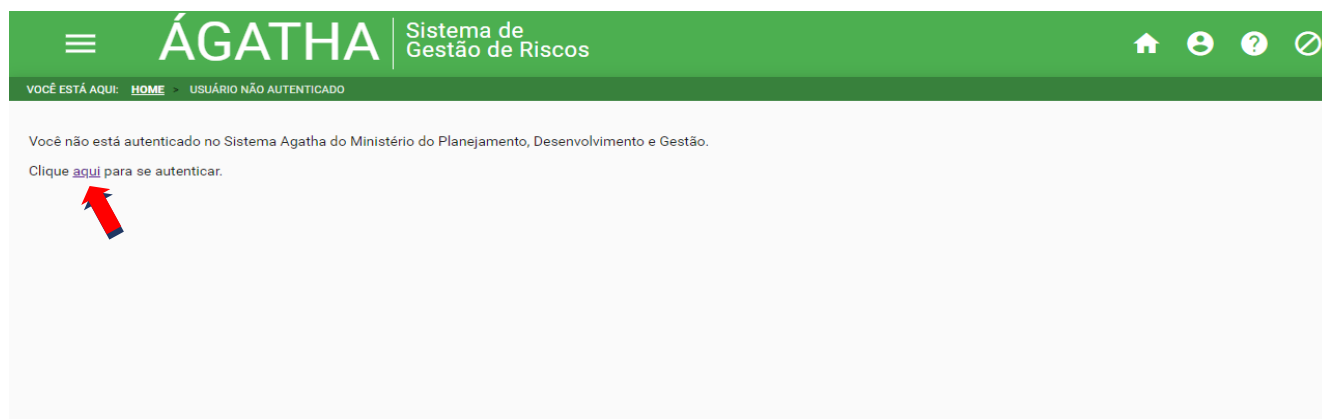 ÁGATHA
Sistema de
Gestão de Riscos
VOCÊ ESTÁ AQUI: HOME > USUÁRIO NÃO AUTENTICADO
Você não está autenticado no Sistema Agatha do Ministério do Planejamento, Desenvolvimento e Gestão.
Clique aqui para se autenticar.